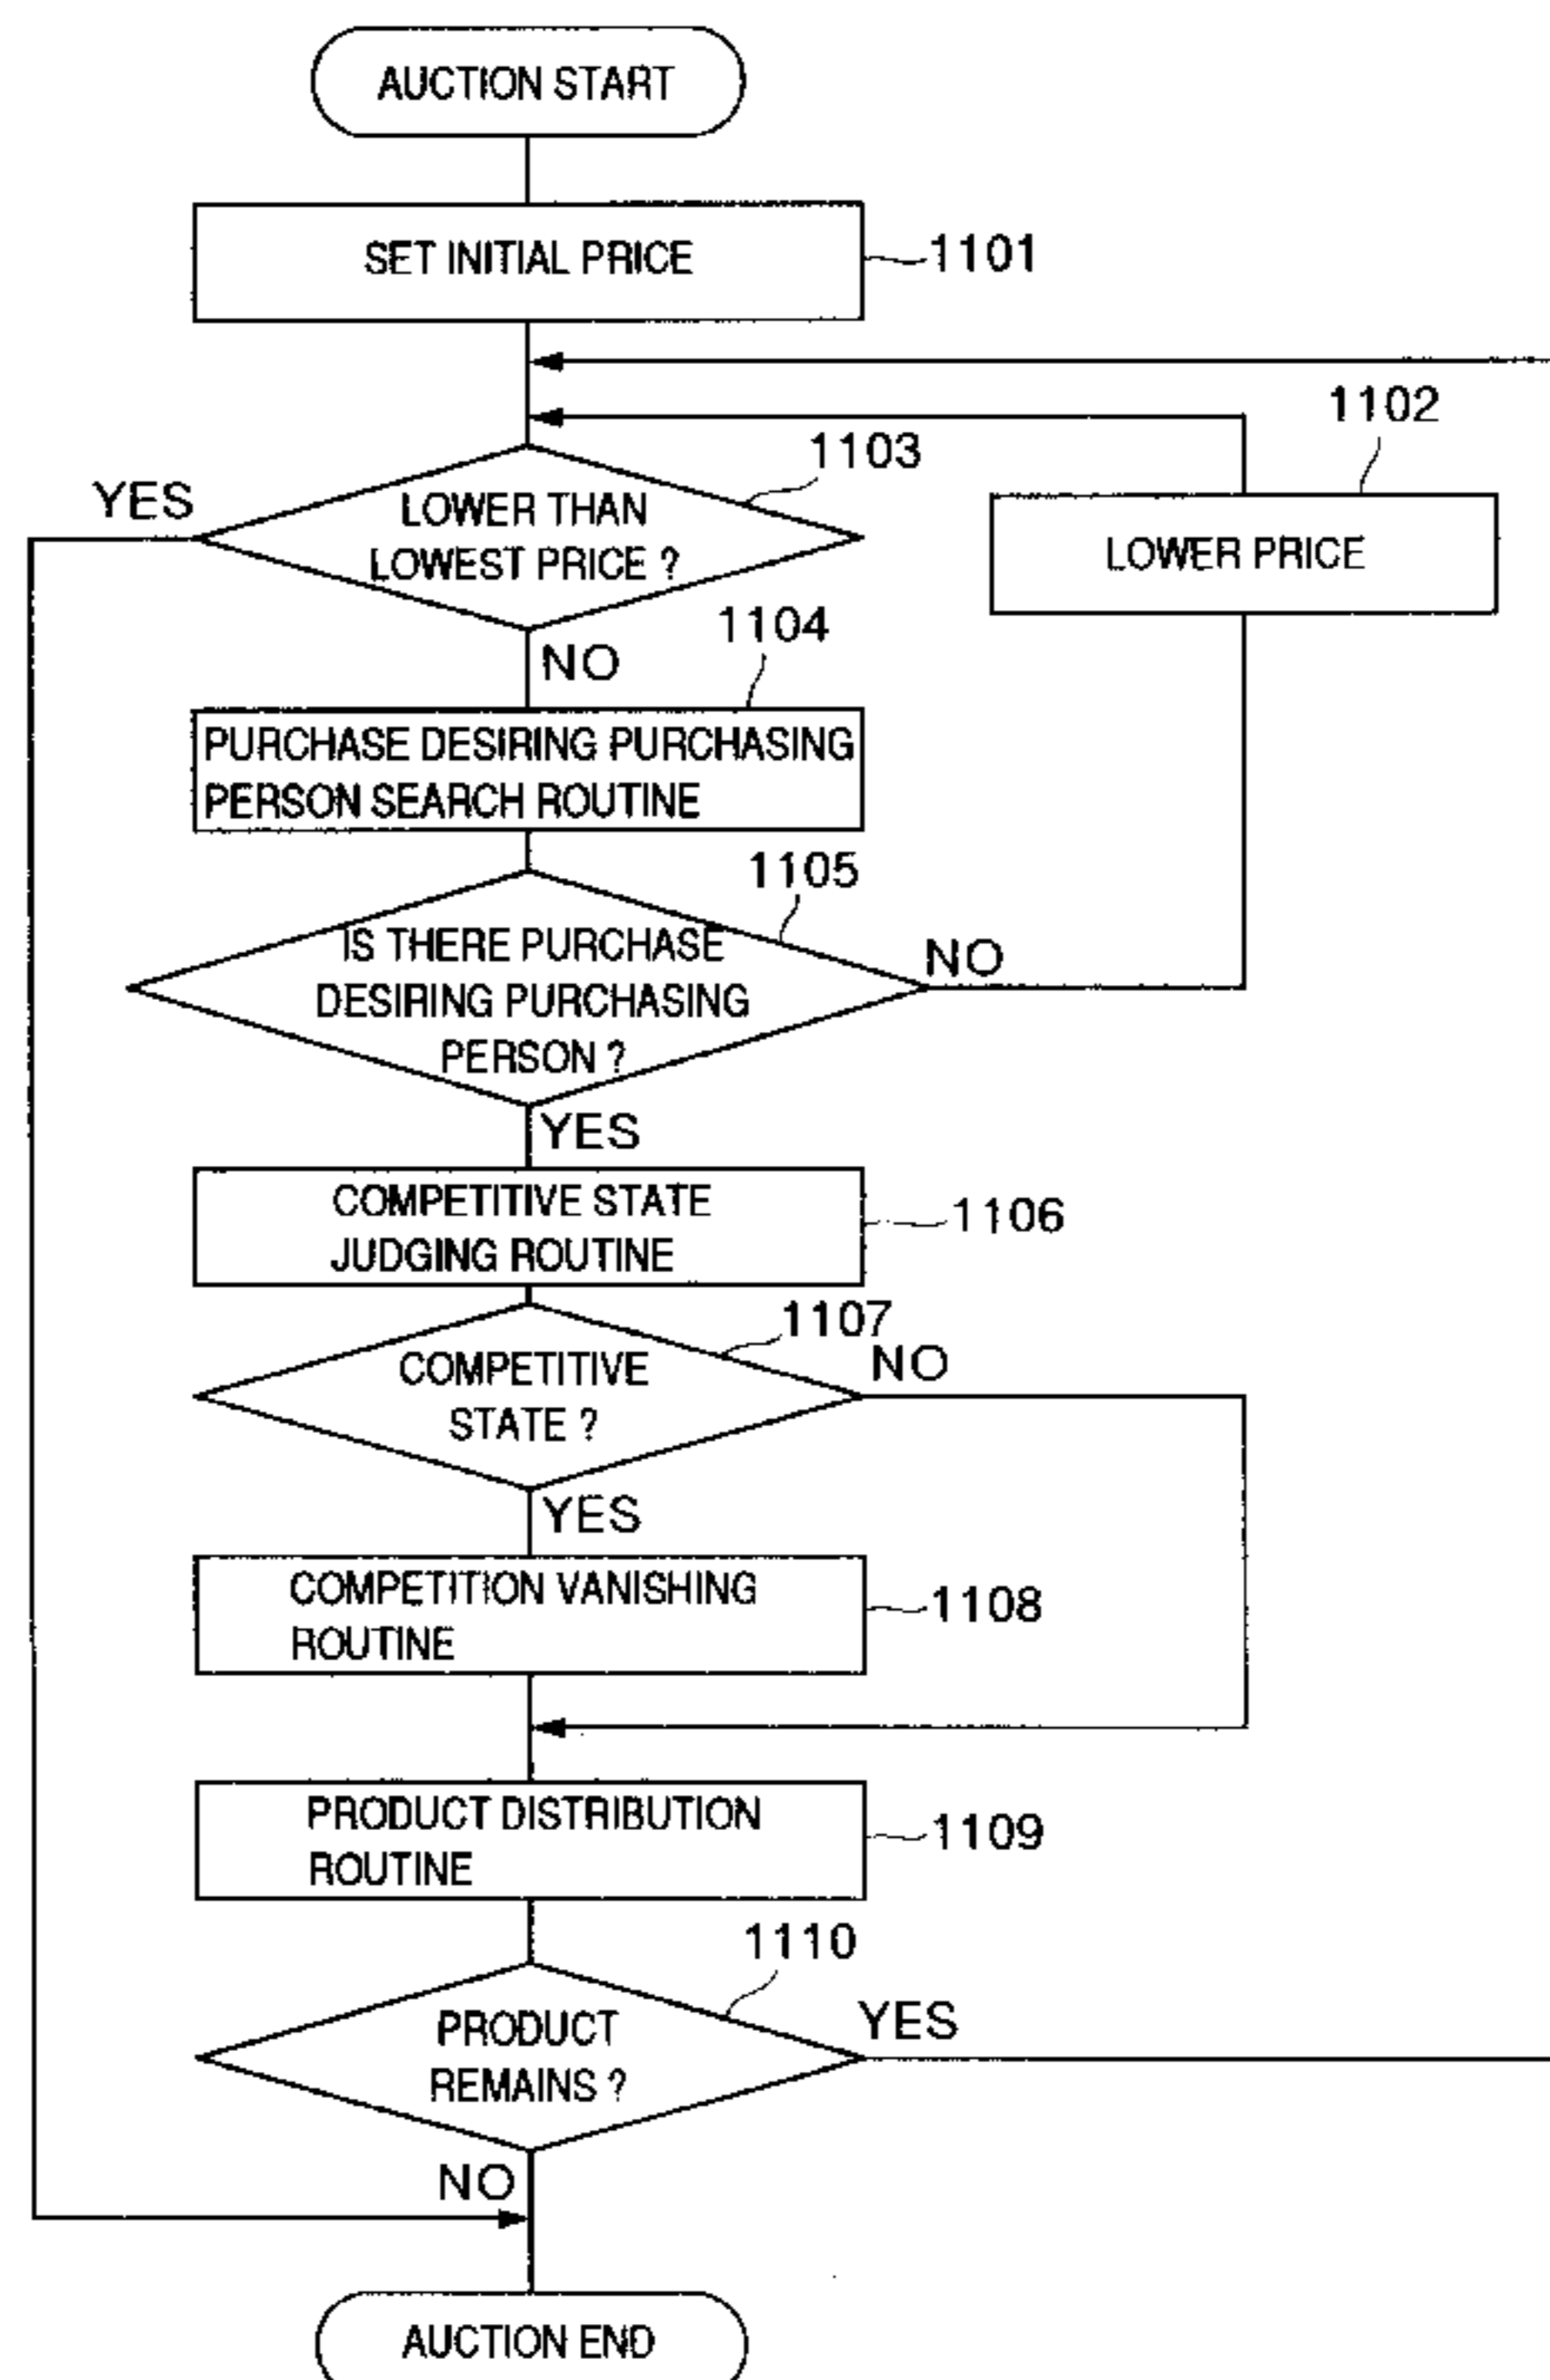 AUCTION START
SET INITIAL PRICE
1101
1102
1103
YES
LOWER THAN
LOWEST PRICE ?
LOWER PRICE
1104
NO
PURCHASE DESIRING PURCHASING
PERSON SEARCH ROUTINE
1105
IS THERE PURCHASE
DESIRING PURCHASING
PERSON ?
NO
YES
COMPETITIVE STATE
JUDGING ROUTINE
1106
1107
COMPETITIVE
STATE ?
NO
YES
COMPETITION VANISHING
ROUTINE
1108
PRODUCT DISTRIBUTION
ROUTINE
1109
1110
PRODUCT
REMAINS ?
YES
NO
AUCTION END